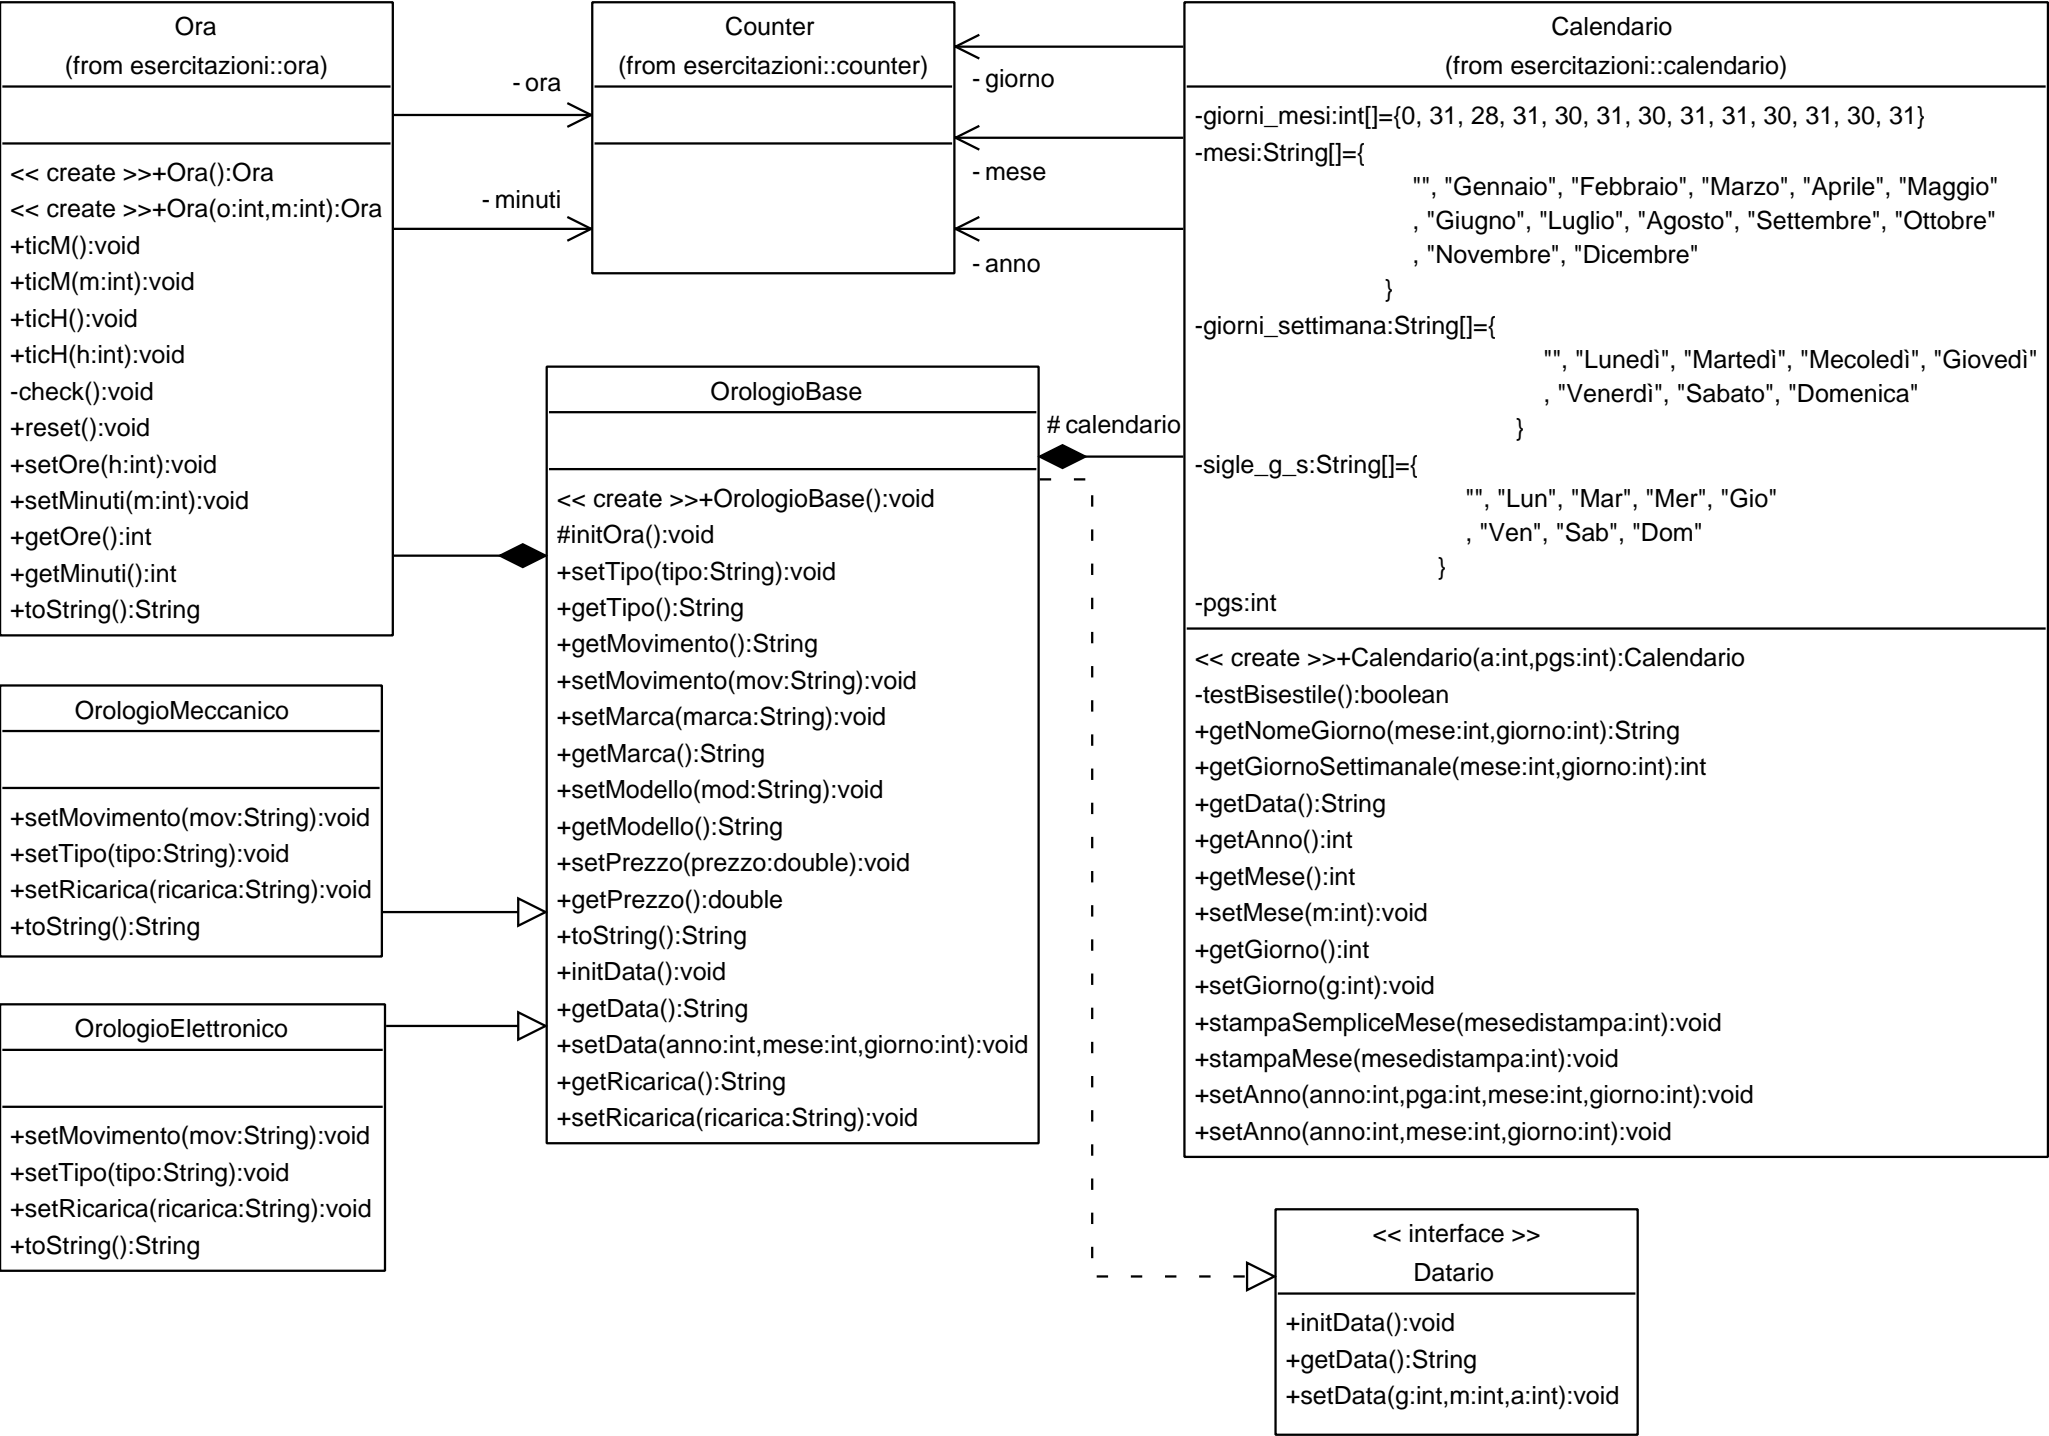 Ora
(from esercitazioni::ora)
<< create >>+Ora():Ora
<< create >>+Ora(o:int,m:int):Ora
+ticM():void
+ticM(m:int):void
+ticH():void
+ticH(h:int):void
-check():void
+reset():void
+setOre(h:int):void
+setMinuti(m:int):void
+getOre():int
+getMinuti():int
+toString():String
- ora
- minuti
Counter
(from esercitazioni::counter)
- giorno
- mese
- anno
Calendario
(from esercitazioni::calendario)
-giorni_mesi:int[]={0, 31, 28, 31, 30, 31, 30, 31, 31, 30, 31, 30, 31}
-mesi:String[]={
"", "Gennaio", "Febbraio", "Marzo", "Aprile", "Maggio"
, "Giugno", "Luglio", "Agosto", "Settembre", "Ottobre"
, "Novembre", "Dicembre"
}
-giorni_settimana:String[]={
"", "Lunedì", "Martedì", "Mecoledì", "Giovedì"
, "Venerdì", "Sabato", "Domenica"
}
-sigle_g_s:String[]={
"", "Lun", "Mar", "Mer", "Gio"
, "Ven", "Sab", "Dom"
}
-pgs:int
<< create >>+Calendario(a:int,pgs:int):Calendario
-testBisestile():boolean
+getNomeGiorno(mese:int,giorno:int):String
+getGiornoSettimanale(mese:int,giorno:int):int
+getData():String
+getAnno():int
+getMese():int
+setMese(m:int):void
+getGiorno():int
+setGiorno(g:int):void
+stampaSempliceMese(mesedistampa:int):void
+stampaMese(mesedistampa:int):void
+setAnno(anno:int,pga:int,mese:int,giorno:int):void
+setAnno(anno:int,mese:int,giorno:int):void
# calendario
OrologioBase
<< create >>+OrologioBase():void
#initOra():void
+setTipo(tipo:String):void
+getTipo():String
+getMovimento():String
+setMovimento(mov:String):void
+setMarca(marca:String):void
+getMarca():String
+setModello(mod:String):void
+getModello():String
+setPrezzo(prezzo:double):void
+getPrezzo():double
+toString():String
+initData():void
+getData():String
+setData(anno:int,mese:int,giorno:int):void
+getRicarica():String
+setRicarica(ricarica:String):void
OrologioMeccanico
+setMovimento(mov:String):void
+setTipo(tipo:String):void
+setRicarica(ricarica:String):void
+toString():String
OrologioElettronico
+setMovimento(mov:String):void
+setTipo(tipo:String):void
+setRicarica(ricarica:String):void
+toString():String
<< interface >>
Datario
+initData():void
+getData():String
+setData(g:int,m:int,a:int):void